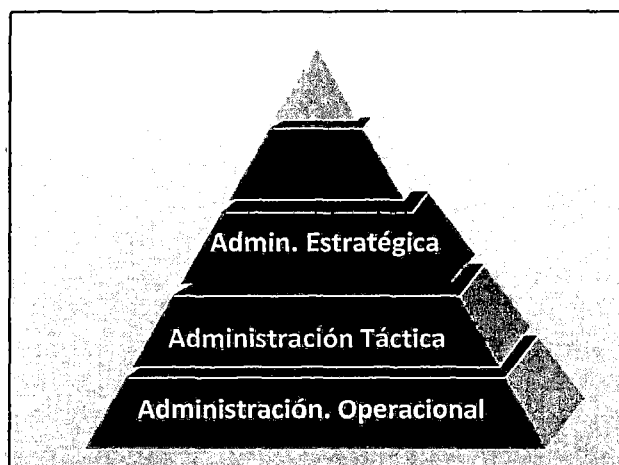 Admin. Estratégica
Administración Táctica
Administración. Operacional